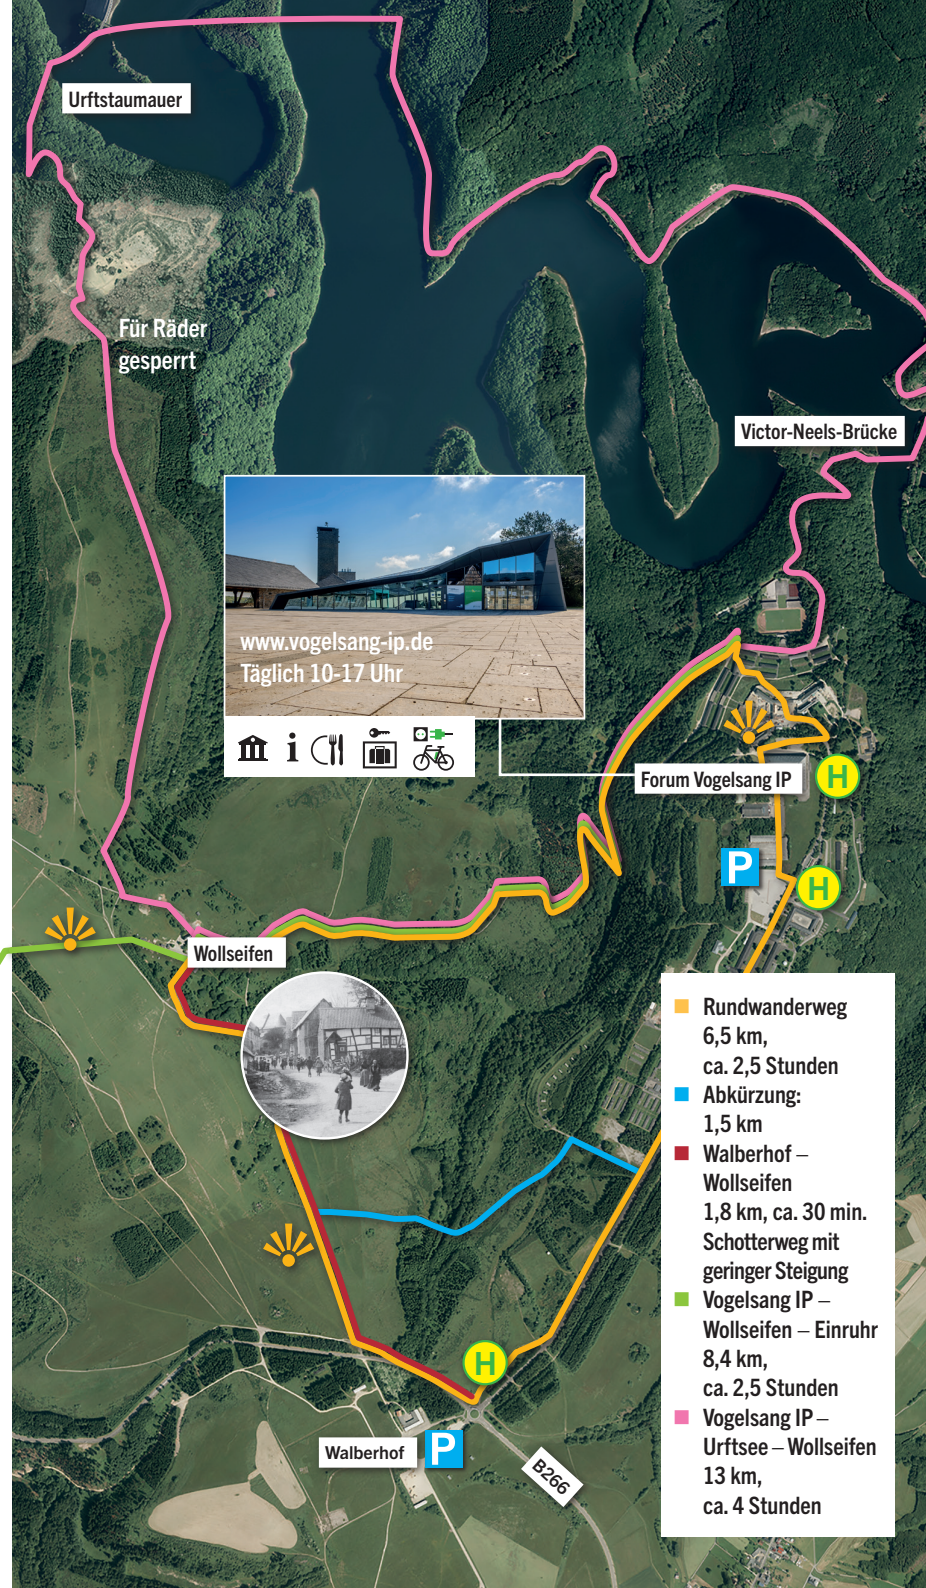 Urftstaumauer
Für Räder
gesperrt
Victor-Neels-Brücke
www.vogelsang-ip.de
Täglich 10-17 Uhr
i
Forum Vogelsang IP
H
P
H
Wollseifen
Rundwanderweg
6,5 km,
ca. 2,5 Stunden
Abkürzung:
1,5 km
Walberhof –
Wollseifen
1,8 km, ca. 30 min.
Schotterweg mit
geringer Steigung
Vogelsang IP –
Wollseifen – Einruhr
8,4 km,
ca. 2,5 Stunden
Vogelsang IP –
Urftsee – Wollseifen
13 km,
ca. 4 Stunden
H
Walberhof
P
B266